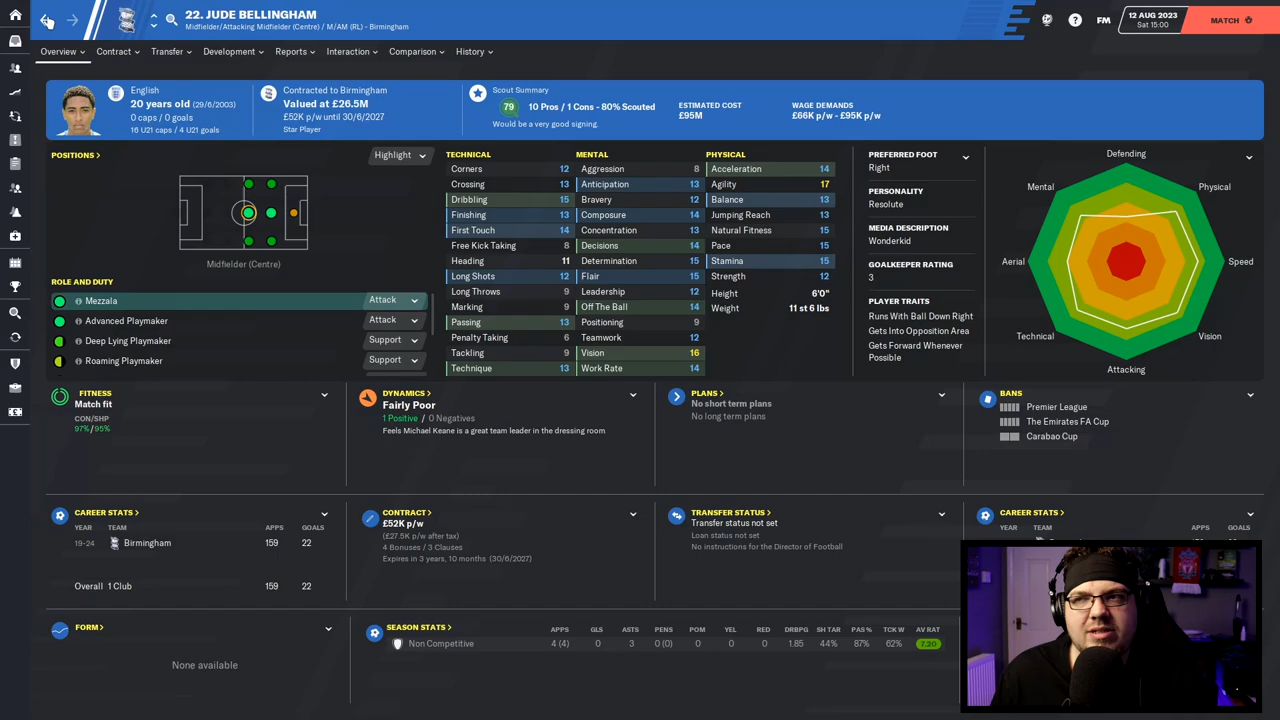 22. JUDE BELLINGHAM
Midfielder/Attacking Midfielder (Centre) / M/AM (RL) - Birmingham
FM
12 AUG 2023
Sat 15:00
MATCH
Overview
Contract
Transfer
Development
Reports
Interaction
Comparison
History
English
20 years old (29/6/2003)
0 caps / 0 goals
16 U21 caps / 4 U21 goals
Contracted to Birmingham
Valued at £26.5M
£52K p/w until 30/6/2027
Star Player
Scout Summary
79 10 Pros / 1 Cons - 80% Scouted
Would be a very good signing.
ESTIMATED COST
£95M
WAGE DEMANDS
£66K p/w - £95K p/w
POSITIONS >
Highlight
Midfielder (Centre)
ROLE AND DUTY
Mezzala Attack
Advanced Playmaker Attack
Deep Lying Playmaker Support
Roaming Playmaker Support
TECHNICAL
Corners 12
Crossing 13
Dribbling 15
Finishing 13
First Touch 14
Free Kick Taking 8
Heading 11
Long Shots 12
Long Throws 9
Marking 9
Passing 13
Penalty Taking 6
Tackling 9
Technique 13
MENTAL
Aggression 8
Anticipation 13
Bravery 12
Composure 14
Concentration 13
Decisions 14
Determination 15
Flair 15
Leadership 12
Off The Ball 14
Positioning 9
Teamwork 12
Vision 16
Work Rate 14
PHYSICAL
Acceleration 14
Agility 17
Balance 13
Jumping Reach 13
Natural Fitness 15
Pace 15
Stamina 15
Strength 12
Height 6'0"
Weight 11 st 6 lbs
PREFERRED FOOT
Right
PERSONALITY
Resolute
MEDIA DESCRIPTION
Wonderkid
GOALKEEPER RATING
3
PLAYER TRAITS
Runs With Ball Down Right
Gets Into Opposition Area
Gets Forward Whenever
Possible
Defending
Mental
Physical
Aerial
Speed
Technical
Vision
Attacking
FITNESS
Match fit
CON/SHP
97%/95%
DYNAMICS >
Fairly Poor
1 Positive / 0 Negatives
Feels Michael Keane is a great team leader in the dressing room
PLANS >
No short term plans
No long term plans
BANS
Premier League
The Emirates FA Cup
Carabao Cup
CAREER STATS >
YEAR TEAM APPS GOALS
19-24 Birmingham 159 22
Overall 1 Club 159 22
CONTRACT >
£52K p/w
(£27.5K p/w after tax)
4 Bonuses / 3 Clauses
Expires in 3 years, 10 months (30/6/2027)
TRANSFER STATUS >
Transfer status not set
Loan status not set
No instructions for the Director of Football
CAREER STATS >
YEAR TEAM APPS GOALS
FORM >
None available
SEASON STATS >
APPS GLS ASTS PENS POM YEL RED DRBPG SH TAR PAS % TCK W AV RAT
Non Competitive 4 (4) 0 3 0 (0) 0 0 0 1.85 44% 87% 62% 7.20